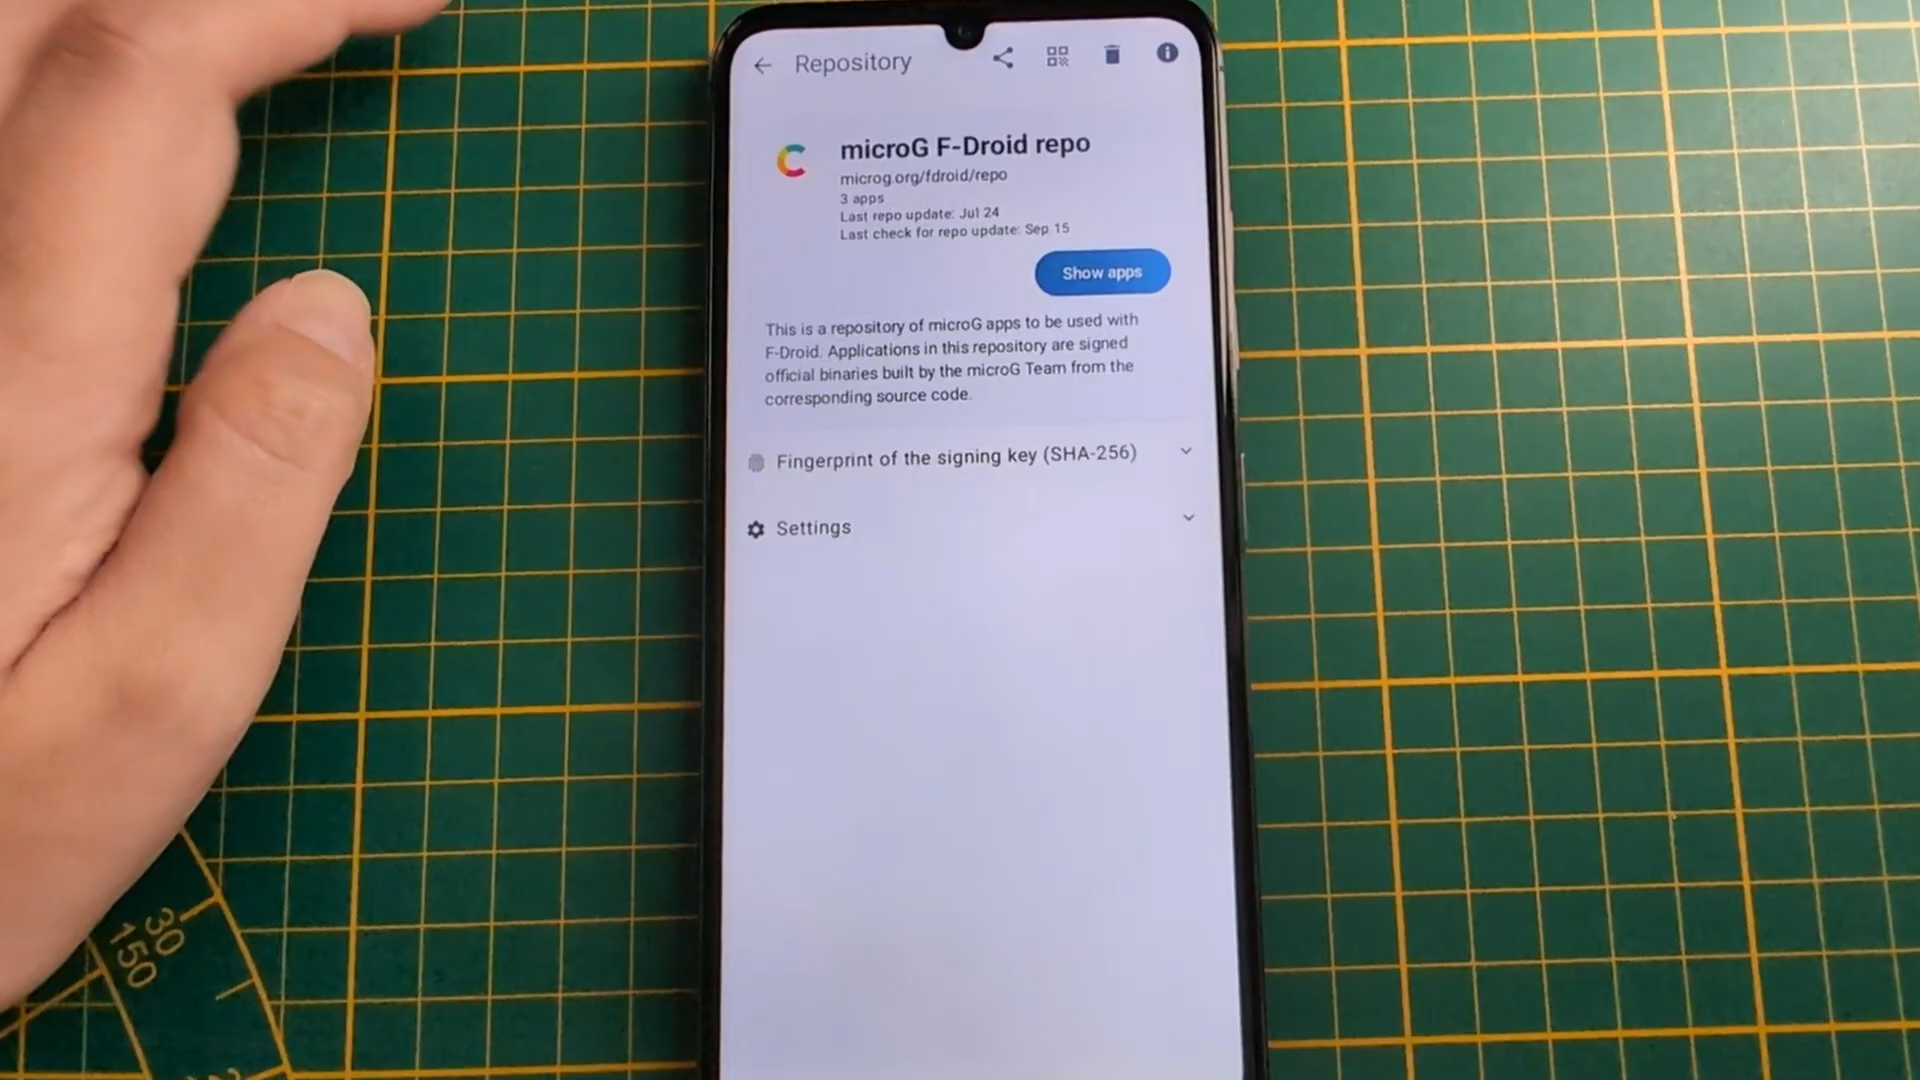 Repository
microG F-Droid repo
microg.org/fdroid/repo
3 apps
Last repo update: Jul 24
Last check for repo update: Sep 15
Show apps
This is a repository of microG apps to be used with
F-Droid. Applications in this repository are signed
official binaries built by the microG Team from the
corresponding source code.
Fingerprint of the signing key (SHA-256)
Settings
30
150